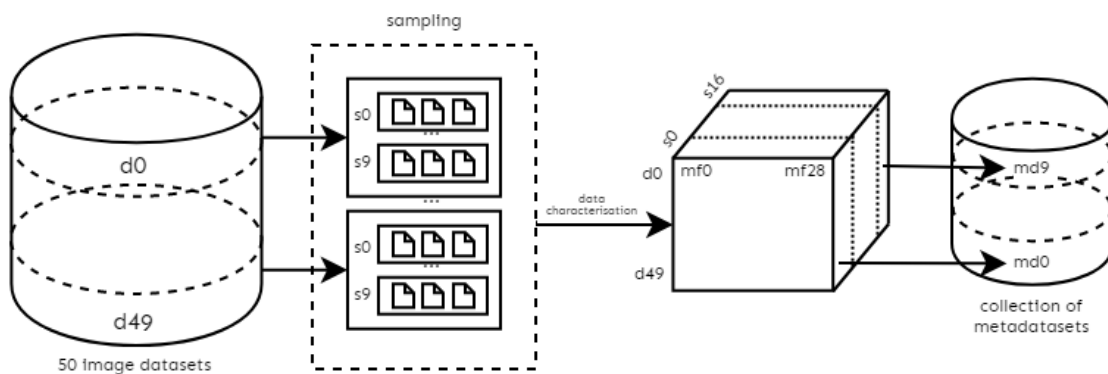 sampling
d0
d49
50 image datasets
s0
...
s9
...
s0
...
s9
data
characterisation
s16
s0
d0
mf0
mf28
d49
md9
md0
collection of
metadatasets